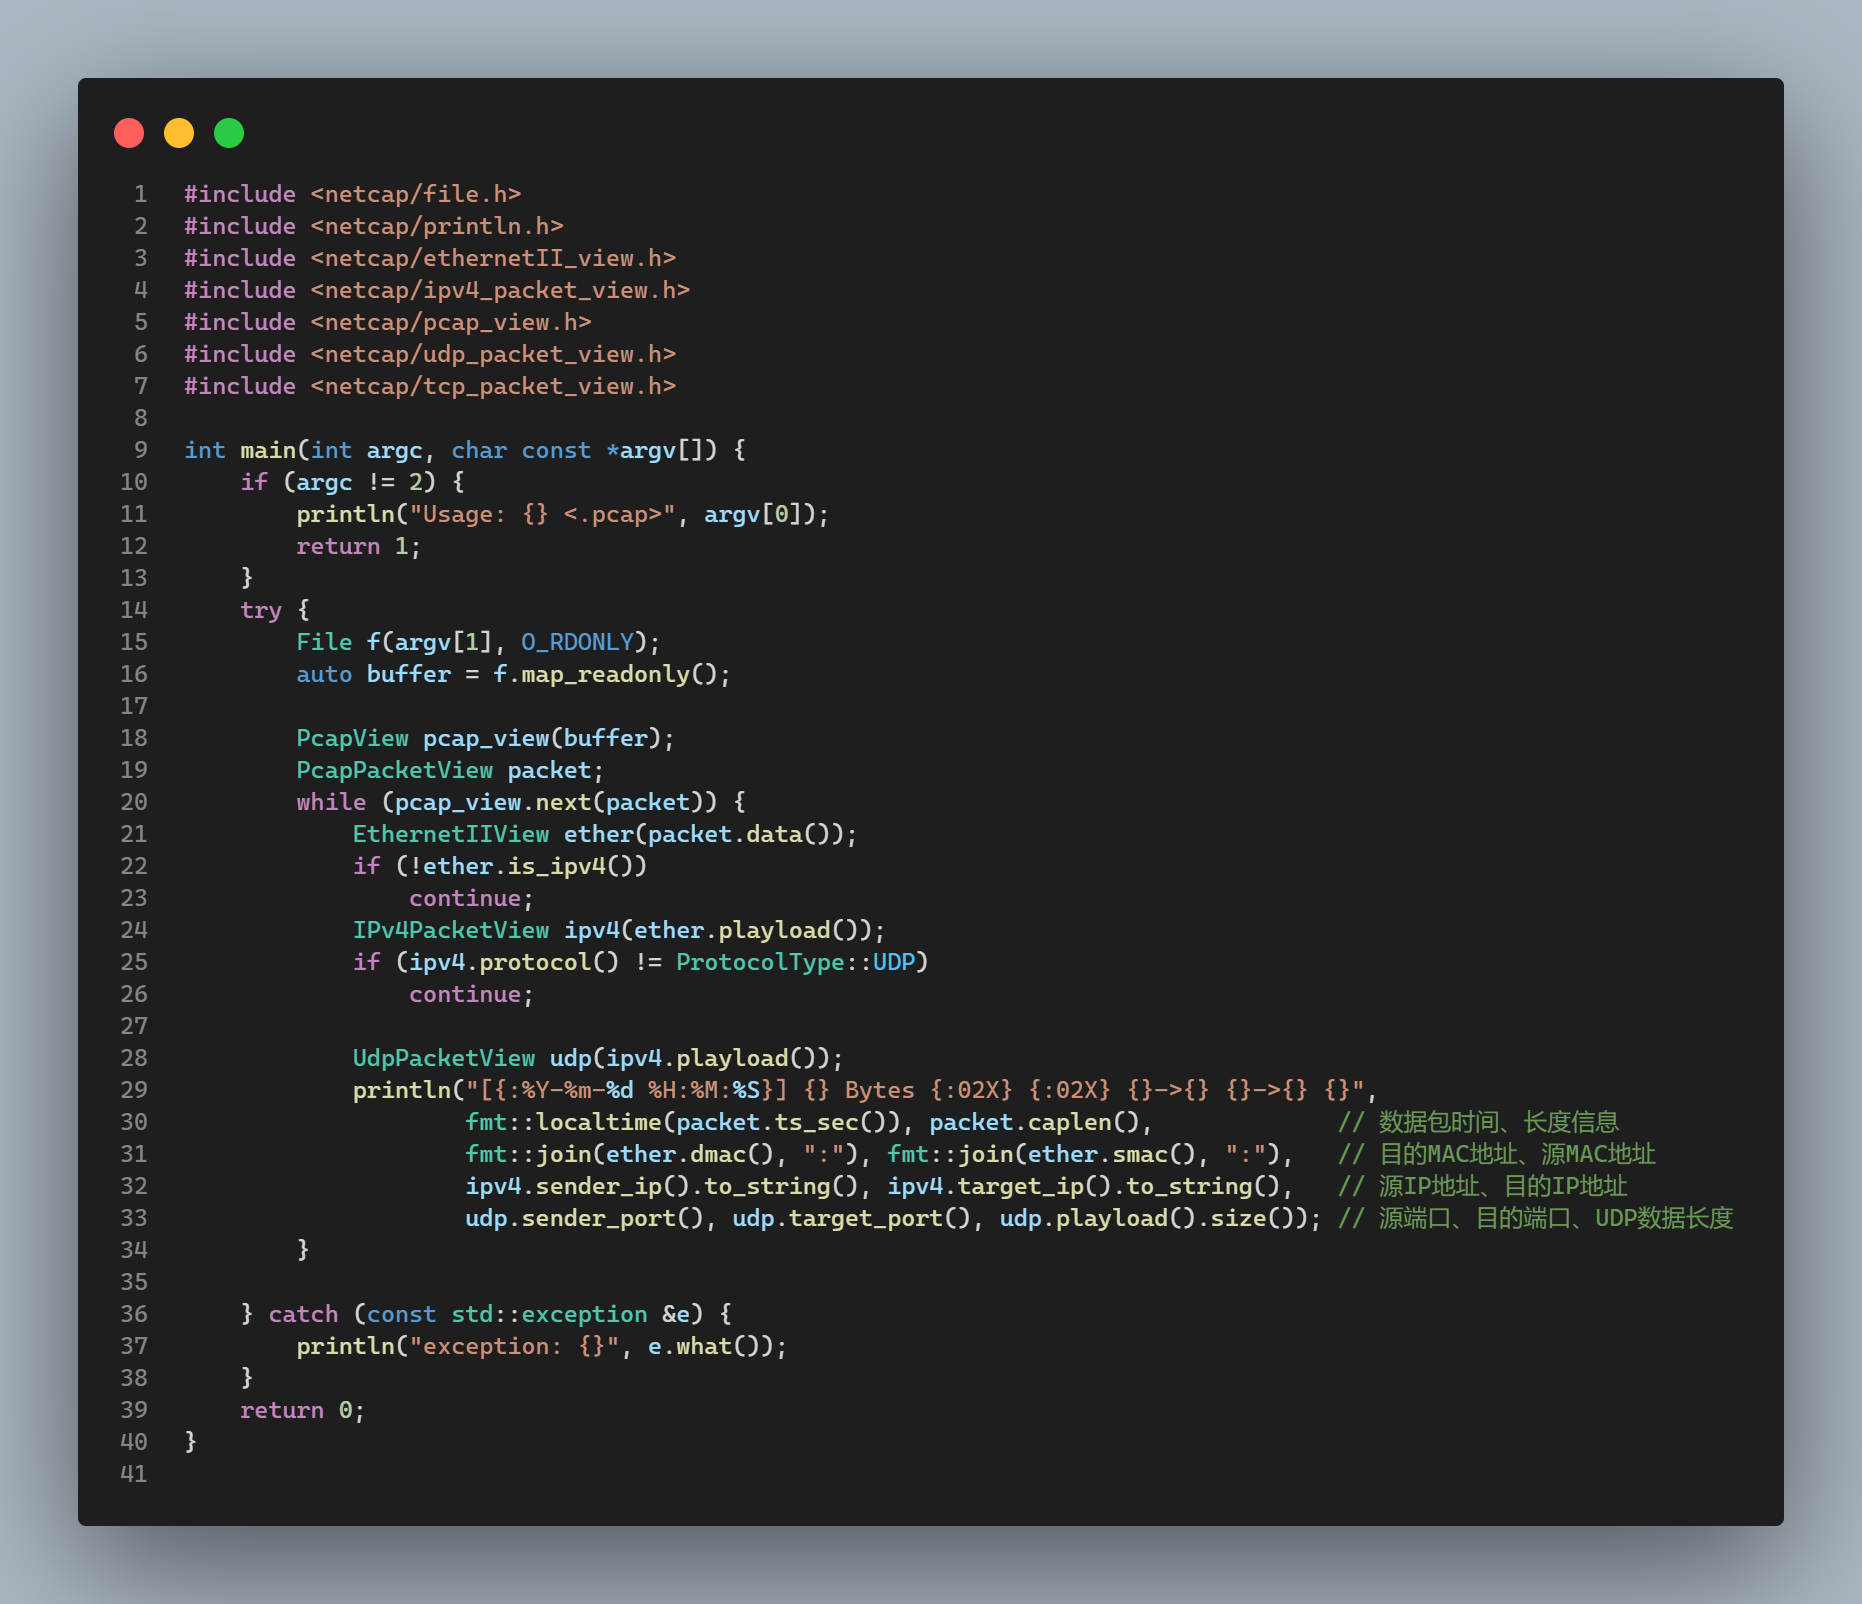 1 #include <netcap/file.h>
2 #include <netcap/println.h>
3 #include <netcap/ethernetII_view.h>
4 #include <netcap/ipv4_packet_view.h>
5 #include <netcap/pcap_view.h>
6 #include <netcap/udp_packet_view.h>
7 #include <netcap/tcp_packet_view.h>
8
9 int main(int argc, char const *argv[]) {
10     if (argc != 2) {
11         println("Usage: {} <.pcap>", argv[0]);
12         return 1;
13     }
14     try {
15         File f(argv[1], O_RDONLY);
16         auto buffer = f.map_readonly();
17
18         PcapView pcap_view(buffer);
19         PcapPacketView packet;
20         while (pcap_view.next(packet)) {
21             EthernetIIView ether(packet.data());
22             if (!ether.is_ipv4())
23                 continue;
24             IPv4PacketView ipv4(ether.playload());
25             if (ipv4.protocol() != ProtocolType::UDP)
26                 continue;
27
28             UdpPacketView udp(ipv4.playload());
29             println("[{:%Y-%m-%d %H:%M:%S}] {} Bytes {:02X} {:02X} {}->{} {}->{} {}",
30                     fmt::localtime(packet.ts_sec()), packet.caplen(),             // 数据包时间、长度信息
31                     fmt::join(ether.dmac(), ":"), fmt::join(ether.smac(), ":"),   // 目的MAC地址、源MAC地址
32                     ipv4.sender_ip().to_string(), ipv4.target_ip().to_string(),   // 源IP地址、目的IP地址
33                     udp.sender_port(), udp.target_port(), udp.playload().size()); // 源端口、目的端口、UDP数据长度
34         }
35
36     } catch (const std::exception &e) {
37         println("exception: {}", e.what());
38     }
39     return 0;
40 }
41